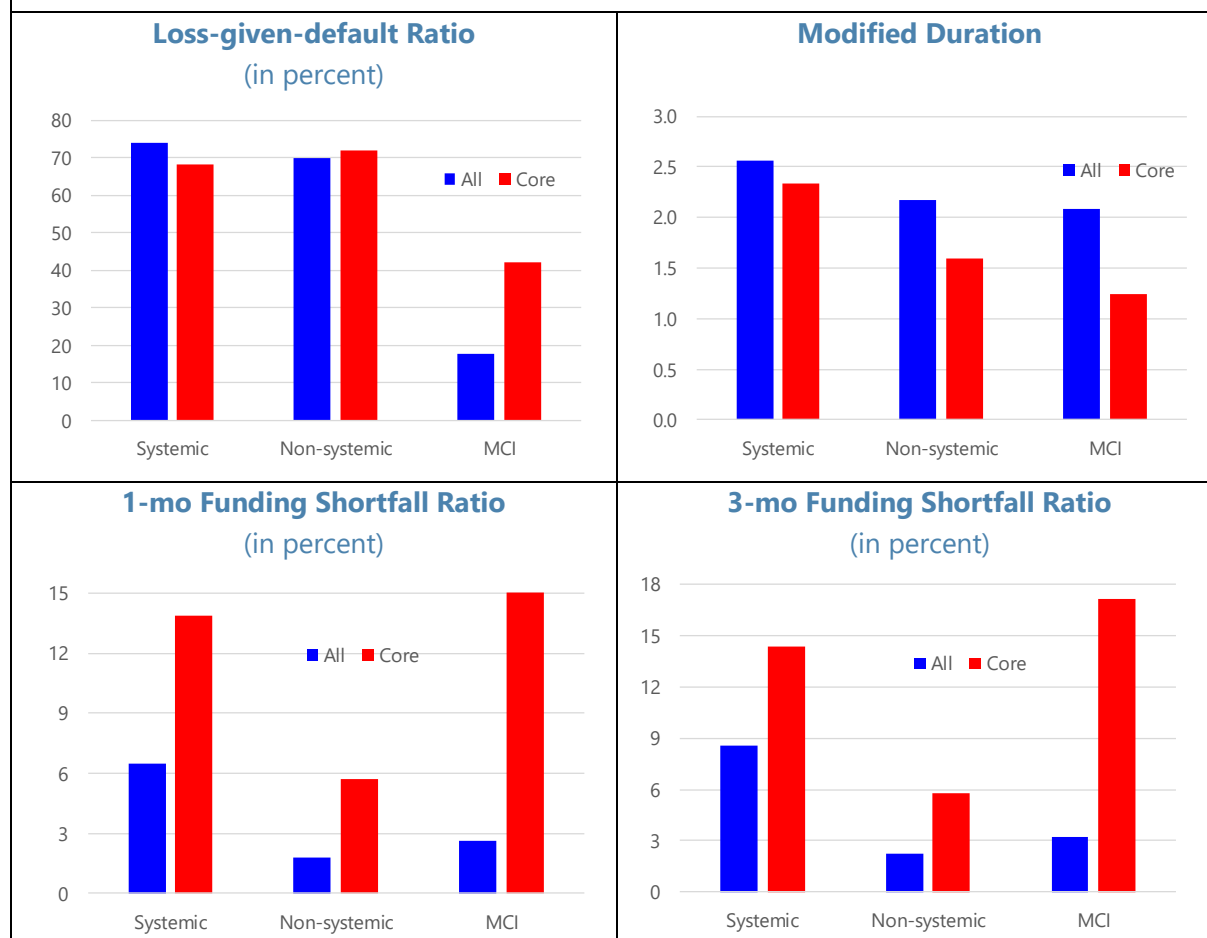 Loss-given-default Ratio
(in percent)
80
70
60
50
40
30
20
10
0
All Core
Systemic Non-systemic MCI
Modified Duration
3.0
2.5
2.0
1.5
1.0
0.5
0.0
All Core
Systemic Non-systemic MCI
1-mo Funding Shortfall Ratio
(in percent)
15
12
9
6
3
0
All Core
Systemic Non-systemic MCI
3-mo Funding Shortfall Ratio
(in percent)
18
15
12
9
6
3
0
All Core
Systemic Non-systemic MCI